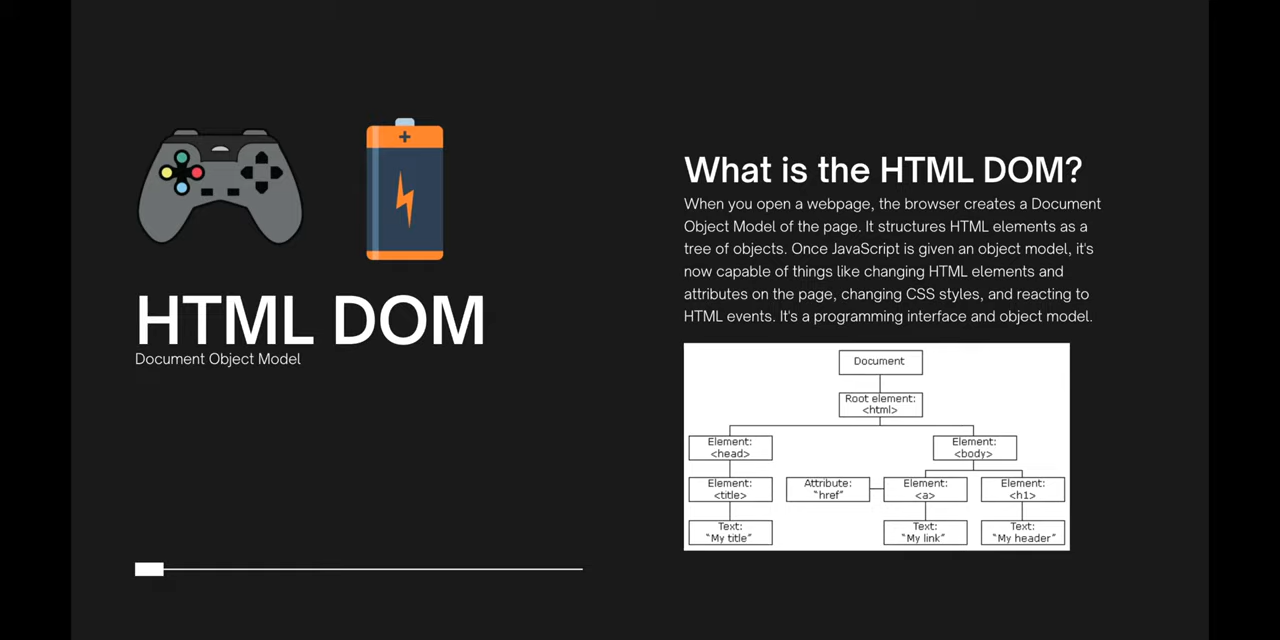 HTML DOM
Document Object Model
What is the HTML DOM?
When you open a webpage, the browser creates a Document
Object Model of the page. It structures HTML elements as a
tree of objects. Once JavaScript is given an object model, it's
now capable of things like changing HTML elements and
attributes on the page, changing CSS styles, and reacting to
HTML events. It's a programming interface and object model.
Document
Root element:
<html>
Element:
<head>
Element:
<body>
Element:
<title>
Attribute:
"href"
Element:
<a>
Element:
<h1>
Text:
"My title"
Text:
"My link"
Text:
"My header"